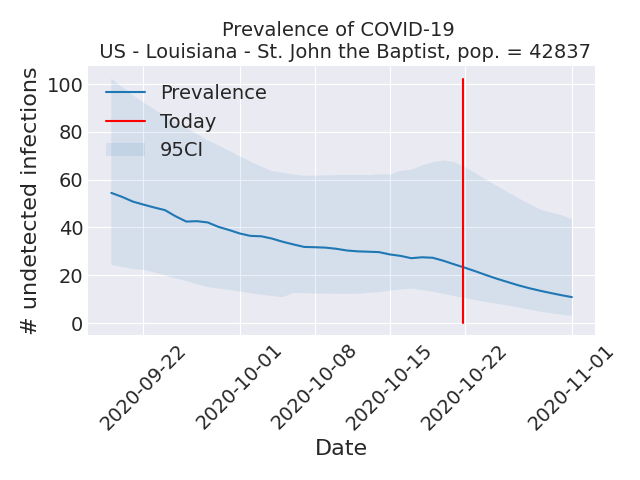 Prevalence of COVID-19
US - Louisiana - St. John the Baptist, pop. = 42837
# undetected infections
100
80
60
40
20
0
Prevalence
Today
95CI
2020-09-22
2020-10-01
2020-10-08
2020-10-15
2020-10-22
2020-11-01
Date